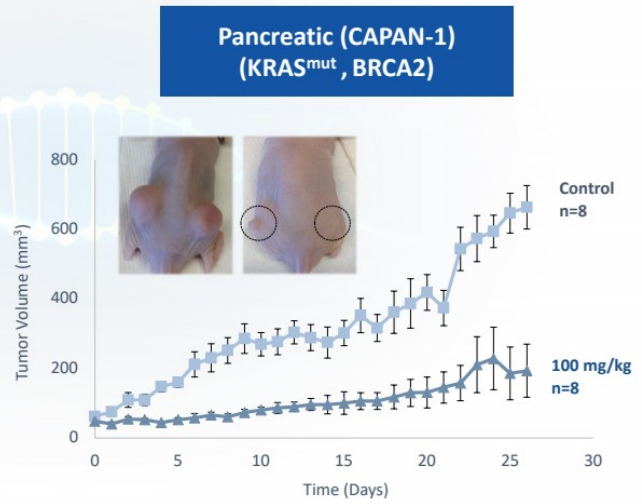 Pancreatic (CAPAN-1)
(KRASᵐᵘᵗ , BRCA2)
800
600
400
200
0
Tumor Volume (mm³)
Control
n=8
100 mg/kg
n=8
0 5 10 15 20 25 30
Time (Days)